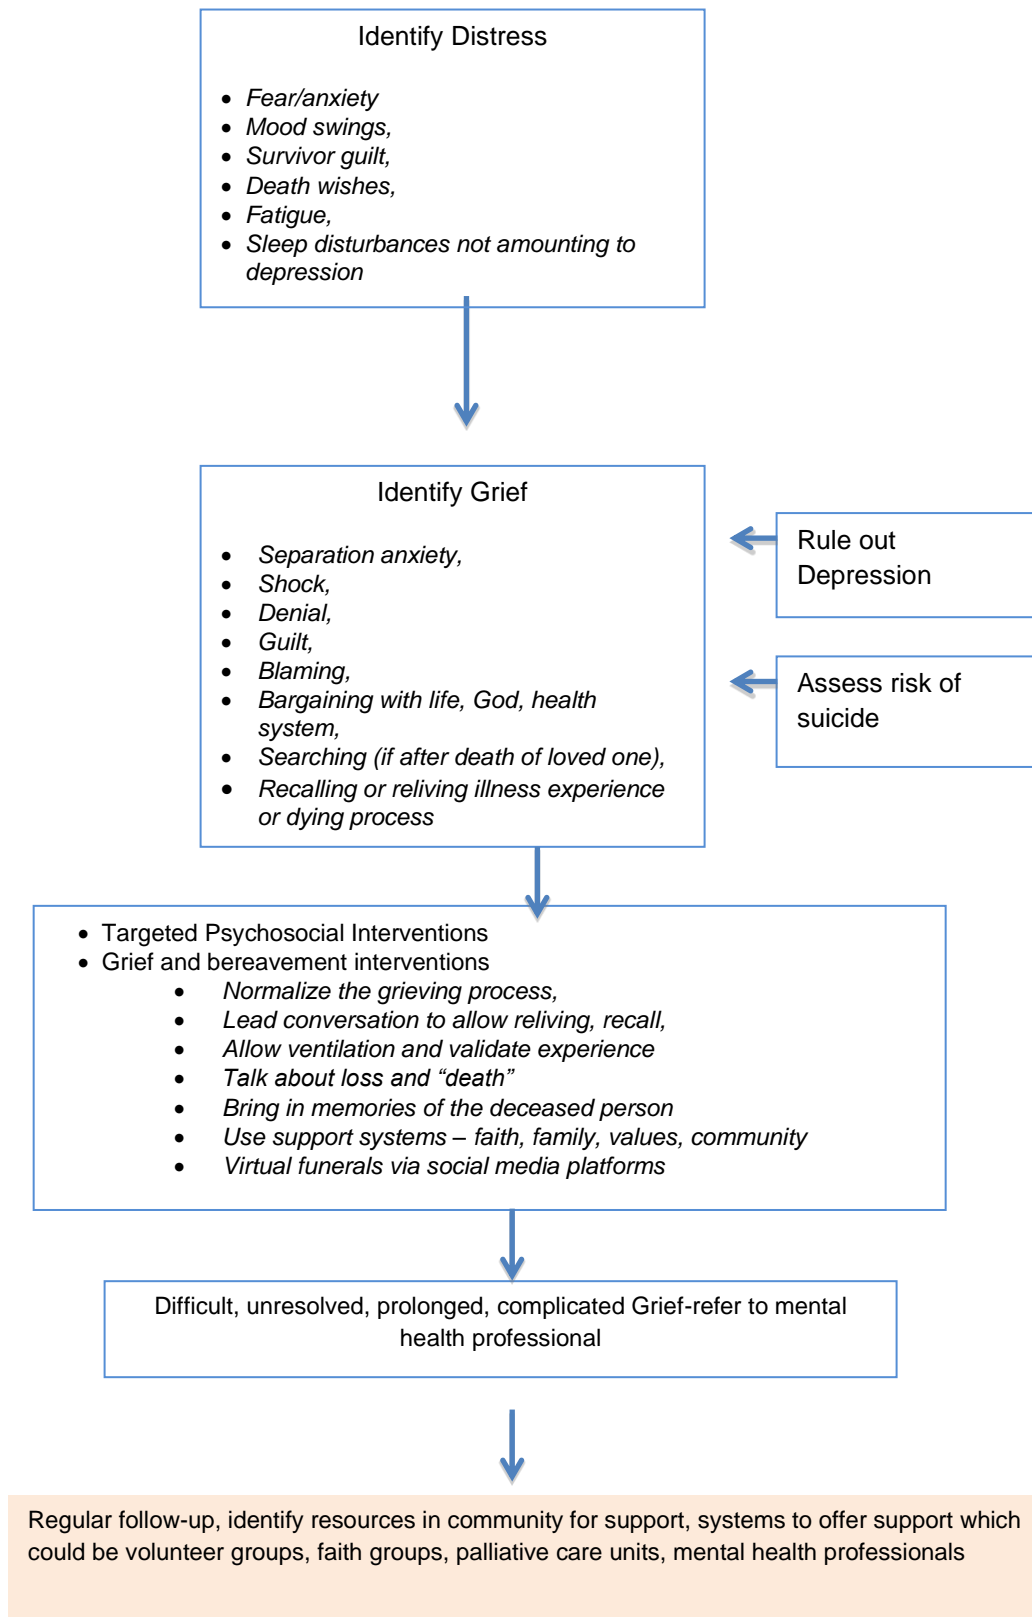 Identify Distress
• Fear/anxiety
• Mood swings,
• Survivor guilt,
• Death wishes,
• Fatigue,
• Sleep disturbances not amounting to
depression
Identify Grief
• Separation anxiety,
• Shock,
• Denial,
• Guilt,
• Blaming,
• Bargaining with life, God, health
system,
• Searching (if after death of loved one),
• Recalling or reliving illness experience
or dying process
Rule out
Depression
Assess risk of
suicide
• Targeted Psychosocial Interventions
• Grief and bereavement interventions
• Normalize the grieving process,
• Lead conversation to allow reliving, recall,
• Allow ventilation and validate experience
• Talk about loss and “death”
• Bring in memories of the deceased person
• Use support systems – faith, family, values, community
• Virtual funerals via social media platforms
Difficult, unresolved, prolonged, complicated Grief-refer to mental
health professional
Regular follow-up, identify resources in community for support, systems to offer support which
could be volunteer groups, faith groups, palliative care units, mental health professionals